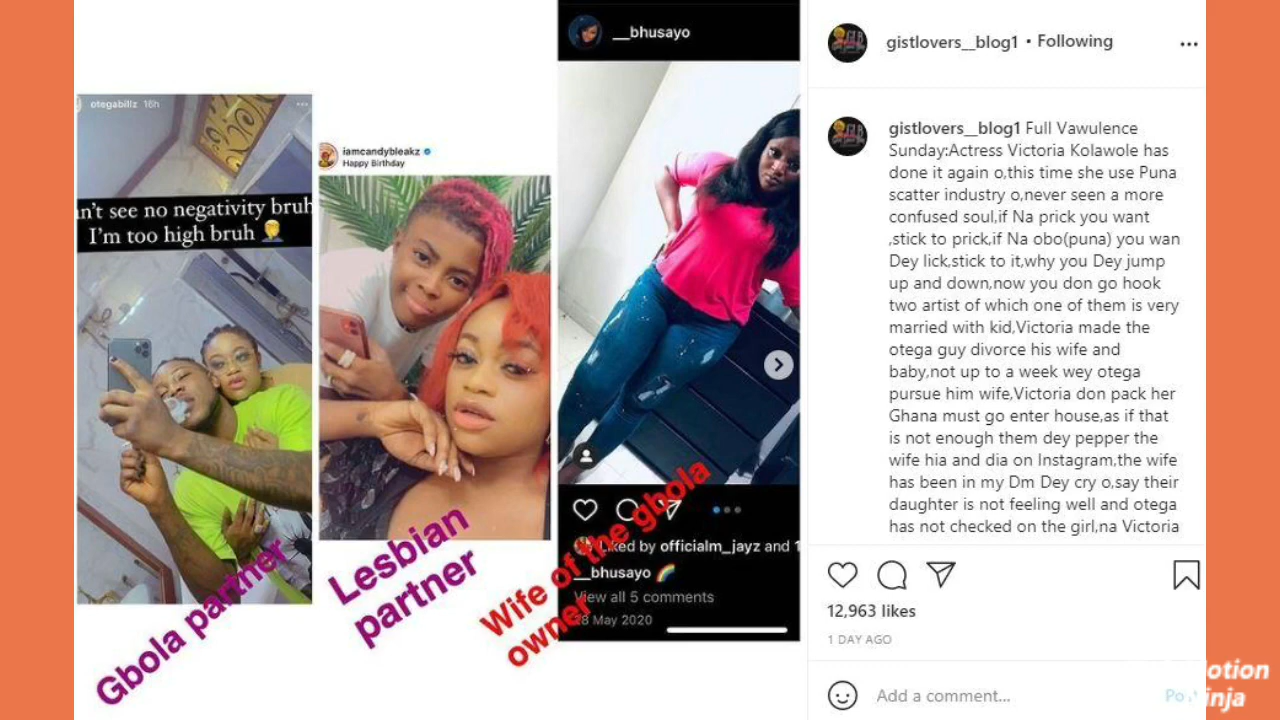 otegabillz 16h
n't see no negativity bruh
I'm too high bruh 🤦‍♂️
Gbola partner
iamcandybleakz
Happy Birthday
Lesbian
partner
__bhusayo
Liked by officialm_jayz and 1
__bhusayo 🌈
View all 5 comments
28 May 2020
Wife of the gbola
owner
gistlovers__blog1 • Following
gistlovers__blog1 Full Vawulence
Sunday:Actress Victoria Kolawole has
done it again o,this time she use Puna
scatter industry o,never seen a more
confused soul,if Na prick you want
,stick to prick,if Na obo(puna) you wan
Dey lick,stick to it,why you Dey jump
up and down,now you don go hook
two artist of which one of them is very
married with kid,Victoria made the
otega guy divorce his wife and
baby,not up to a week wey otega
pursue him wife,Victoria don pack her
Ghana must go enter house,as if that
is not enough them dey pepper the
wife hia and dia on Instagram,the wife
has been in my Dm Dey cry o,say their
daughter is not feeling well and otega
has not checked on the girl,na Victoria
12,963 likes
1 DAY AGO
Add a comment...
Po
otion
inja